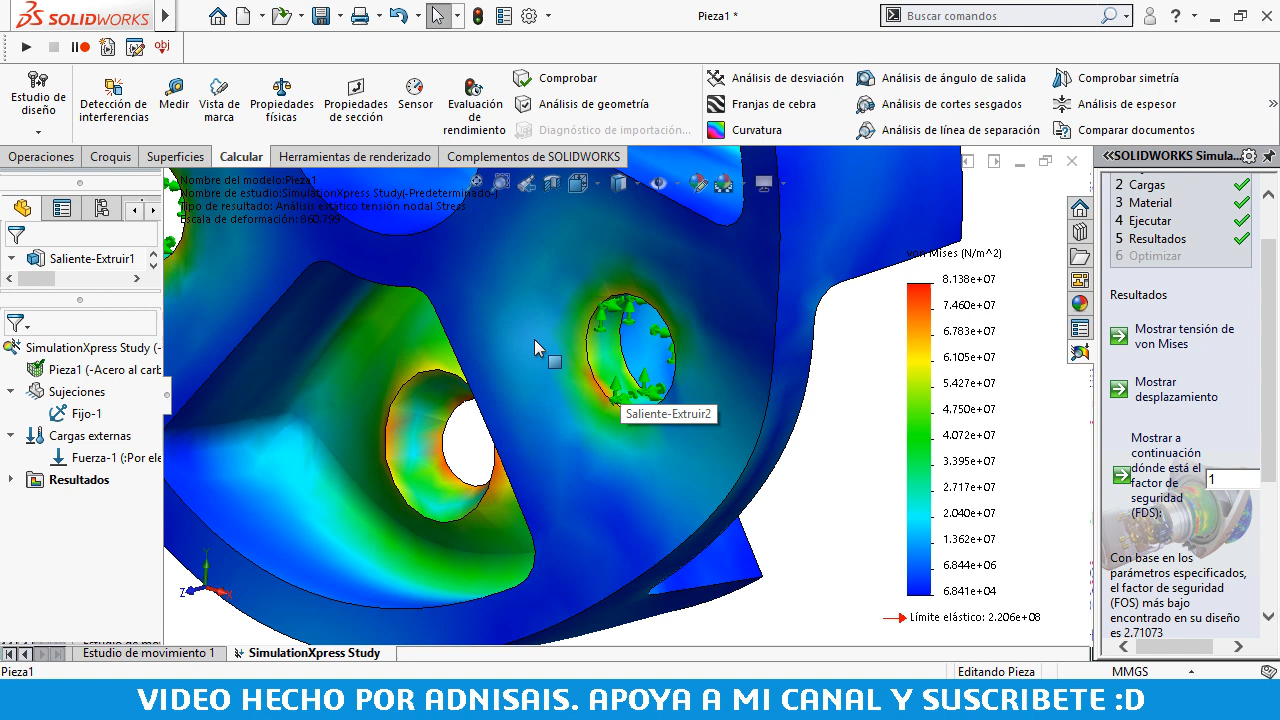 SOLIDWORKS
Pieza1 *
Buscar comandos
?
obj
Estudio de
diseño
Detección de
interferencias
Medir
Vista de
marca
Propiedades
físicas
Propiedades
de sección
Sensor
Evaluación
de
rendimiento
Comprobar
Análisis de geometría
Diagnóstico de importación...
Análisis de desviación
Franjas de cebra
Curvatura
Análisis de ángulo de salida
Análisis de cortes sesgados
Análisis de línea de separación
Comprobar simetría
Análisis de espesor
Comparar documentos
Operaciones
Croquis
Superficies
Calcular
Herramientas de renderizado
Complementos de SOLIDWORKS
Nombre del modelo:Pieza1
Nombre de estudio:SimulationXpress Study(-Predeterminado-)
Tipo de resultado: Análisis estático tensión nodal Stress
Escala de deformación: 860.799
Saliente-Extruir1
SimulationXpress Study (-
Pieza1 (-Acero al carb
Sujeciones
Fijo-1
Cargas externas
Fuerza-1 (:Por ele
Resultados
Saliente-Extruir2
von Mises (N/m^2)
8.138e+07
7.460e+07
6.783e+07
6.105e+07
5.427e+07
4.750e+07
4.072e+07
3.395e+07
2.717e+07
2.040e+07
1.362e+07
6.844e+06
6.841e+04
Límite elástico: 2.206e+08
Y
Z
SOLIDWORKS Simula...
2 Cargas
3 Material
4 Ejecutar
5 Resultados
6 Optimizar
Resultados
Mostrar tensión de
von Mises
Mostrar
desplazamiento
Mostrar a
continuación
dónde está el
factor de
seguridad
(FDS):
1
Con base en los
parámetros especificados,
el factor de seguridad
(FOS) más bajo
encontrado en su diseño
es 2.71073
Estudio de movimiento 1
SimulationXpress Study
Pieza1
Editando Pieza
MMGS
VIDEO HECHO POR ADNISAIS. APOYA A MI CANAL Y SUSCRIBETE :D